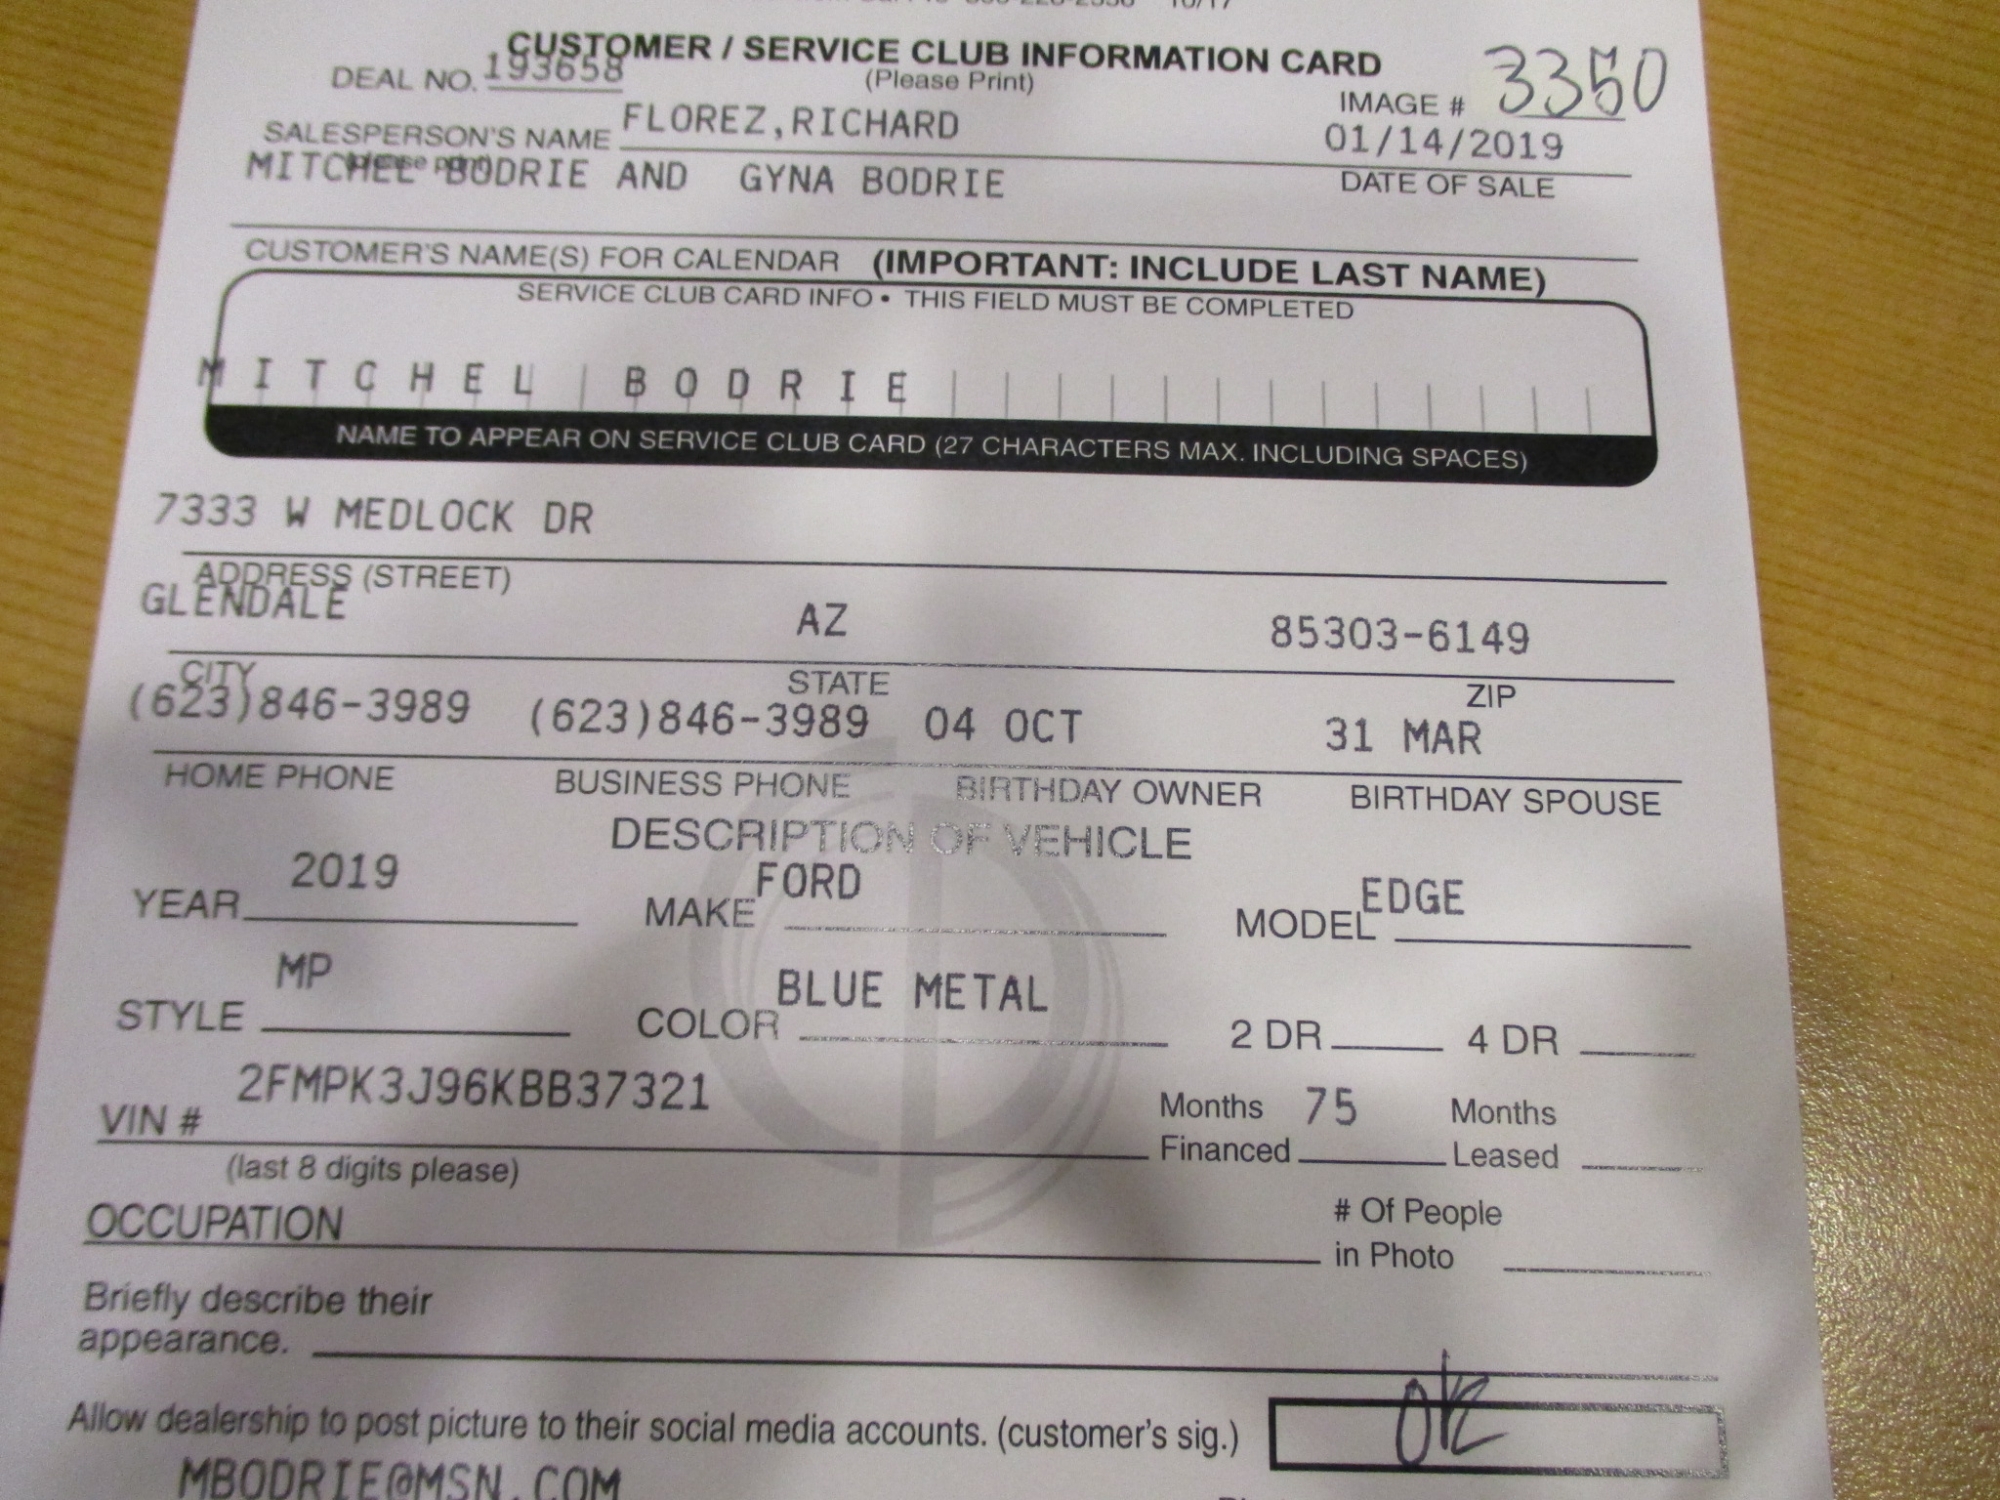 CUSTOMER / SERVICE CLUB INFORMATION CARD
DEAL NO. 193658 (Please Print) IMAGE # 3350
SALESPERSON'S NAME FLOREZ,RICHARD 01/14/2019
(please print) DATE OF SALE
MITCHEL BODRIE AND GYNA BODRIE
CUSTOMER'S NAME(S) FOR CALENDAR (IMPORTANT: INCLUDE LAST NAME)
SERVICE CLUB CARD INFO • THIS FIELD MUST BE COMPLETED
MITCHEL BODRIE
NAME TO APPEAR ON SERVICE CLUB CARD (27 CHARACTERS MAX. INCLUDING SPACES)
7333 W MEDLOCK DR
ADDRESS (STREET)
GLENDALE AZ 85303-6149
CITY STATE ZIP
(623)846-3989 (623)846-3989 04 OCT 31 MAR
HOME PHONE BUSINESS PHONE BIRTHDAY OWNER BIRTHDAY SPOUSE
DESCRIPTION OF VEHICLE
YEAR 2019 MAKE FORD MODEL EDGE
STYLE MP COLOR BLUE METAL 2 DR 4 DR
VIN # 2FMPK3J96KBB37321 Months Financed 75 Months Leased
(last 8 digits please)
OCCUPATION # Of People in Photo
Briefly describe their
appearance.
Allow dealership to post picture to their social media accounts. (customer's sig.) OK
MBODRIE@MSN.COM